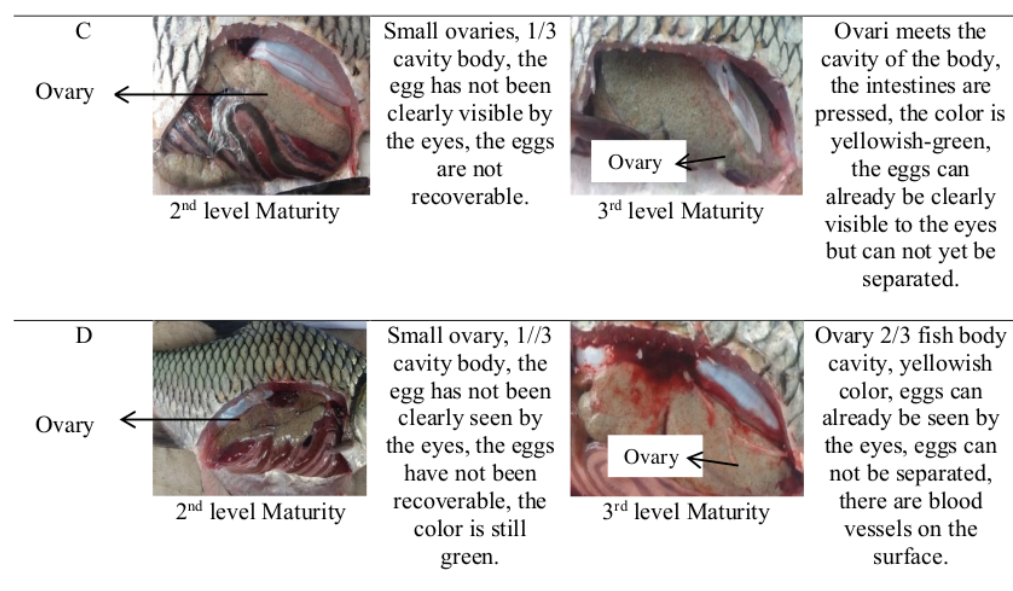 C
Ovary
2nd level Maturity
Small ovaries, 1/3
cavity body, the
egg has not been
clearly visible by
the eyes, the eggs
are not
recoverable.
Ovary
3rd level Maturity
Ovari meets the
cavity of the body,
the intestines are
pressed, the color is
yellowish-green,
the eggs can
already be clearly
visible to the eyes
but can not yet be
separated.
D
Ovary
2nd level Maturity
Small ovary, 1//3
cavity body, the
egg has not been
clearly seen by
the eyes, the eggs
have not been
recoverable, the
color is still
green.
Ovary
3rd level Maturity
Ovary 2/3 fish body
cavity, yellowish
color, eggs can
already be seen by
the eyes, eggs can
not be separated,
there are blood
vessels on the
surface.